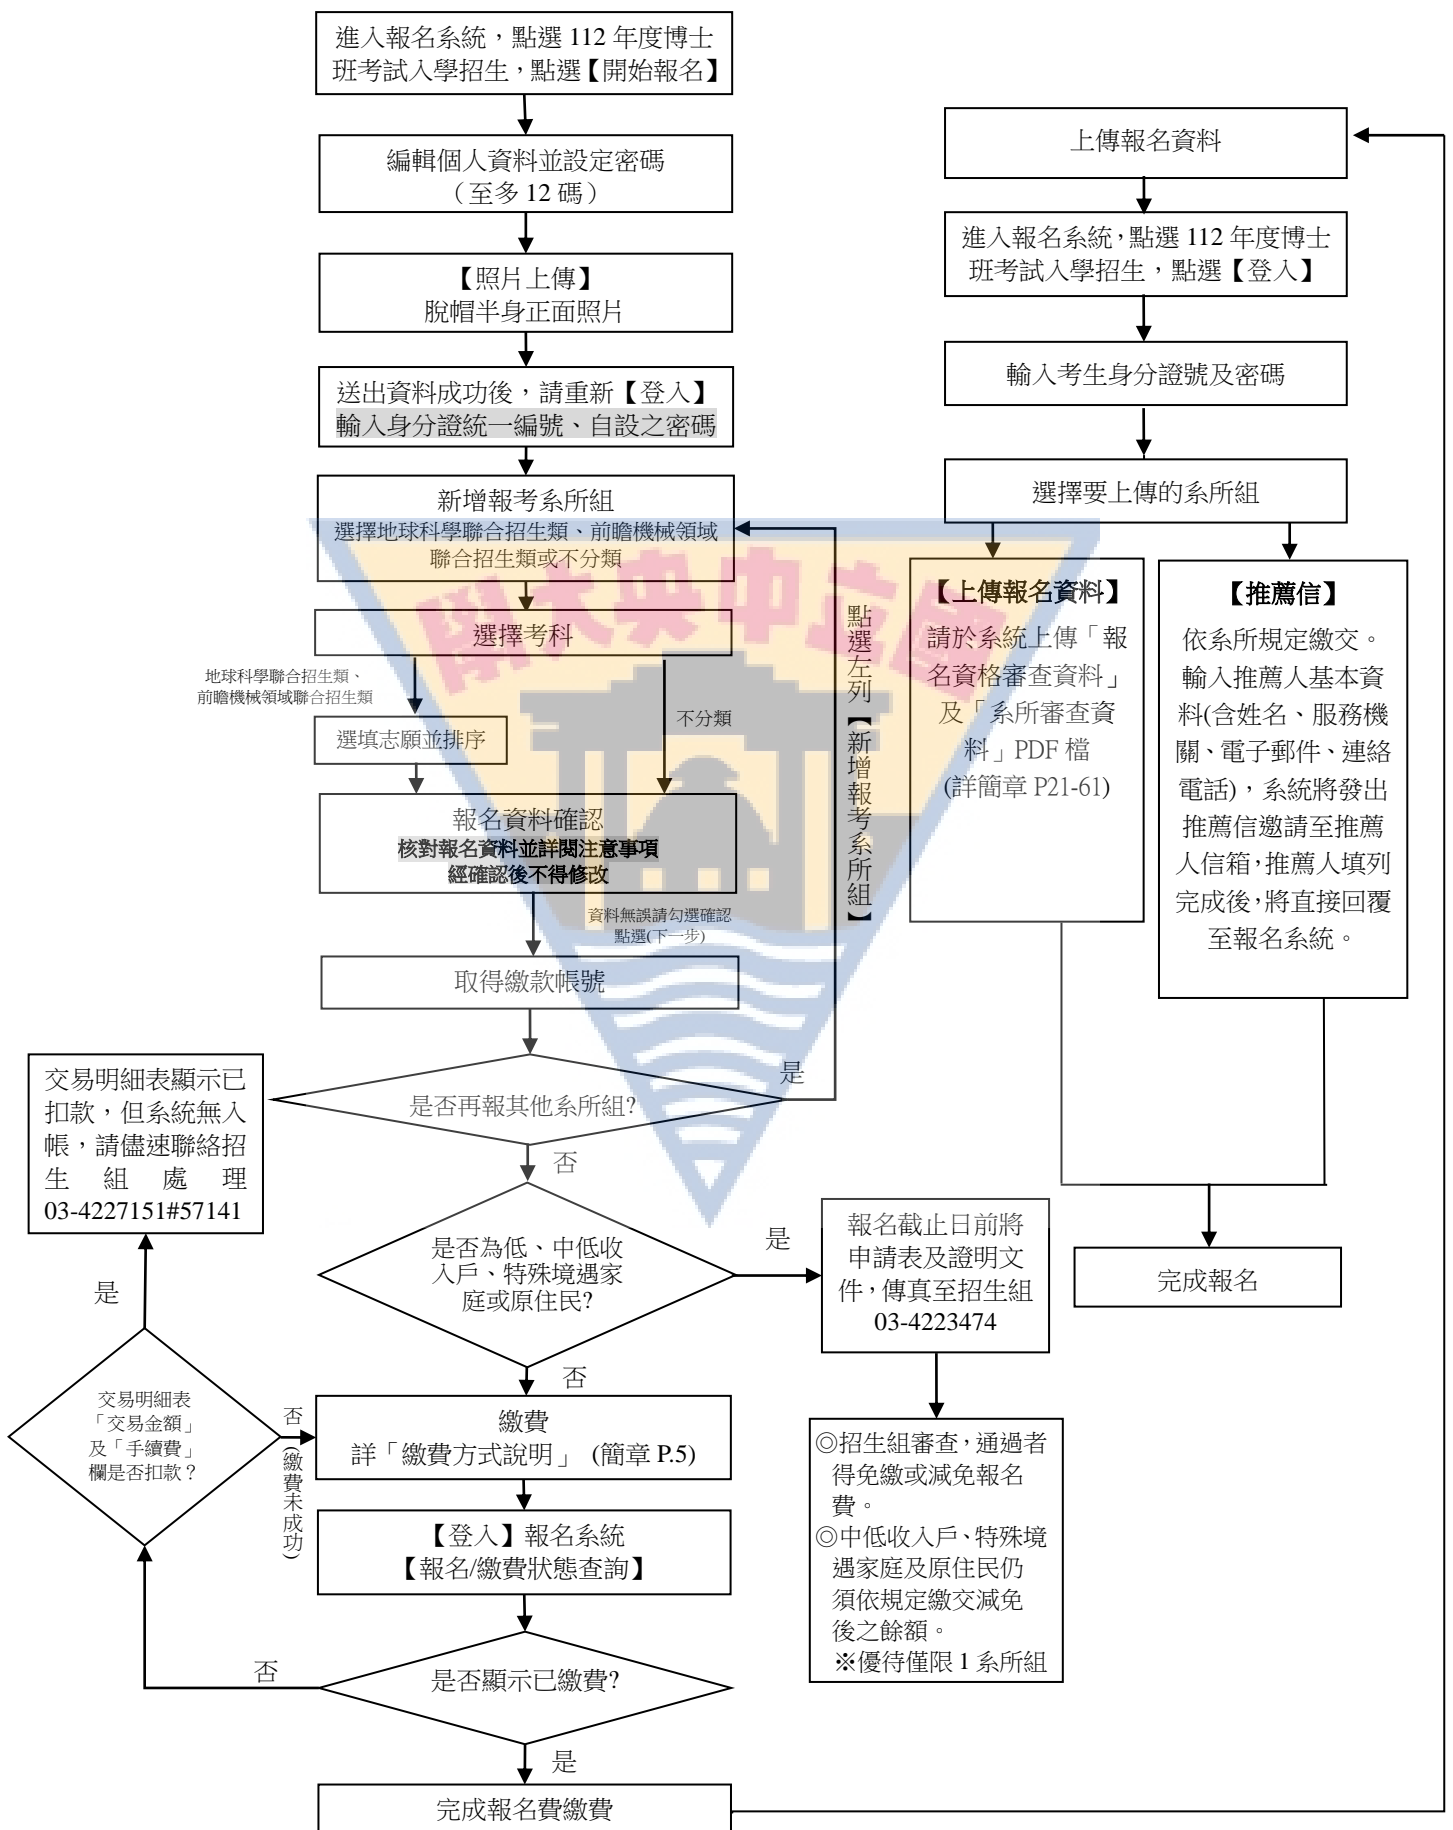 進入報名系統，點選 112 年度博士
班考試入學招生，點選【開始報名】
編輯個人資料並設定密碼
（至多 12 碼）
【照片上傳】
脫帽半身正面照片
送出資料成功後，請重新【登入】
輸入身分證統一編號、自設之密碼
新增報考系所組
選擇地球科學聯合招生類、前瞻機械領域
聯合招生類或不分類
選擇考科
地球科學聯合招生類、
前瞻機械領域聯合招生類
不分類
選填志願並排序
報名資料確認
核對報名資料並詳閱注意事項
經確認後不得修改
資料無誤請勾選確認
點選(下一步)
取得繳款帳號
是否再報其他系所組?
是
點選左列【新增報考系所組】
否
是否為低、中低收
入戶、特殊境遇家
庭或原住民?
是
報名截止日前將
申請表及證明文
件，傳真至招生組
03-4223474
◎招生組審查，通過者
得免繳或減免報名
費。
◎中低收入戶、特殊境
遇家庭及原住民仍
須依規定繳交減免
後之餘額。
※優待僅限 1 系所組
否
繳費
詳「繳費方式說明」 (簡章 P.5)
【登入】報名系統
【報名/繳費狀態查詢】
是否顯示已繳費?
否
交易明細表
「交易金額」
及「手續費」
欄是否扣款？
否(繳費未成功)
是
交易明細表顯示已
扣款，但系統無入
帳，請儘速聯絡招
生組處理
03-4227151#57141
是
完成報名費繳費
上傳報名資料
進入報名系統，點選 112 年度博士
班考試入學招生，點選【登入】
輸入考生身分證號及密碼
選擇要上傳的系所組
【上傳報名資料】
請於系統上傳「報
名資格審查資料」
及「系所審查資
料」PDF 檔
(詳簡章 P21-61)
【推薦信】
依系所規定繳交。
輸入推薦人基本資
料(含姓名、服務機
關、電子郵件、連絡
電話)，系統將發出
推薦信邀請至推薦
人信箱，推薦人填列
完成後，將直接回覆
至報名系統。
完成報名
學大央中立國